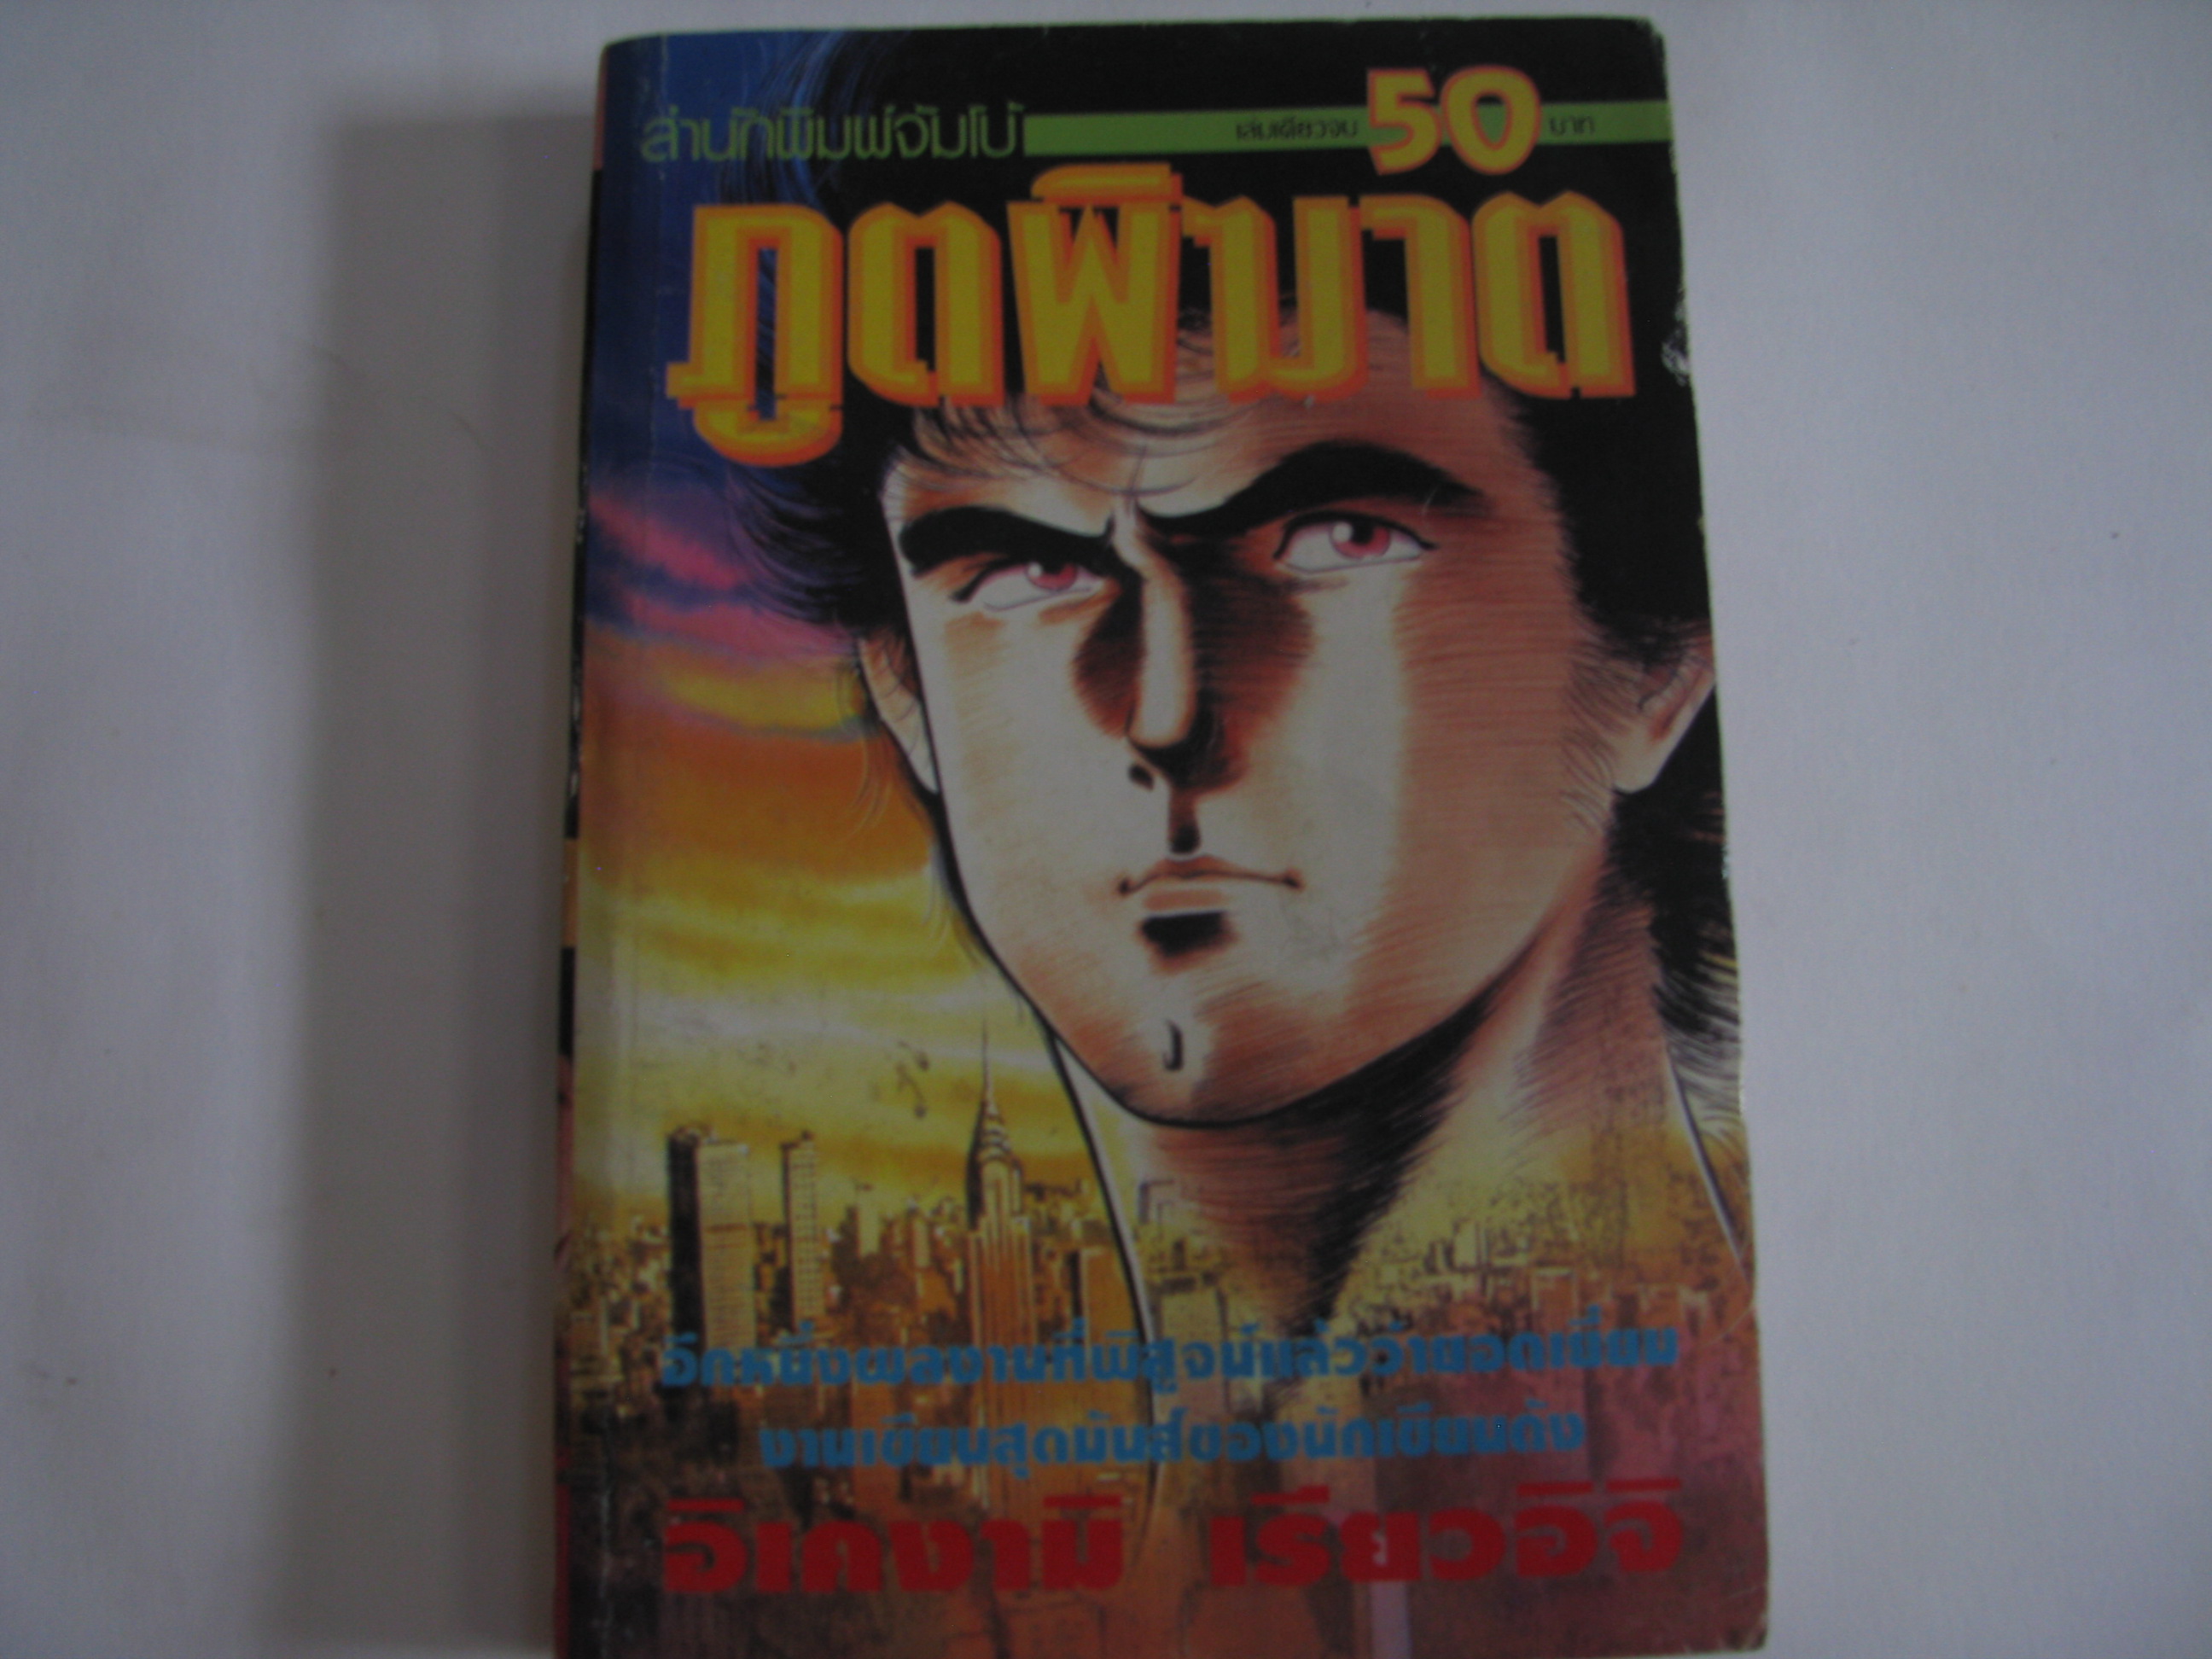 สำนักพิมพ์จัมโบ้
เล่มเดียวจบ 50 บาท
ภูตพิฆาต
อีกหนึ่งผลงานที่พิสูจน์แล้วว่ายอดเยี่ยม
งานเขียนสุดมันส์ของนักเขียนดัง
อิเคงามิ เรียวอิจิ